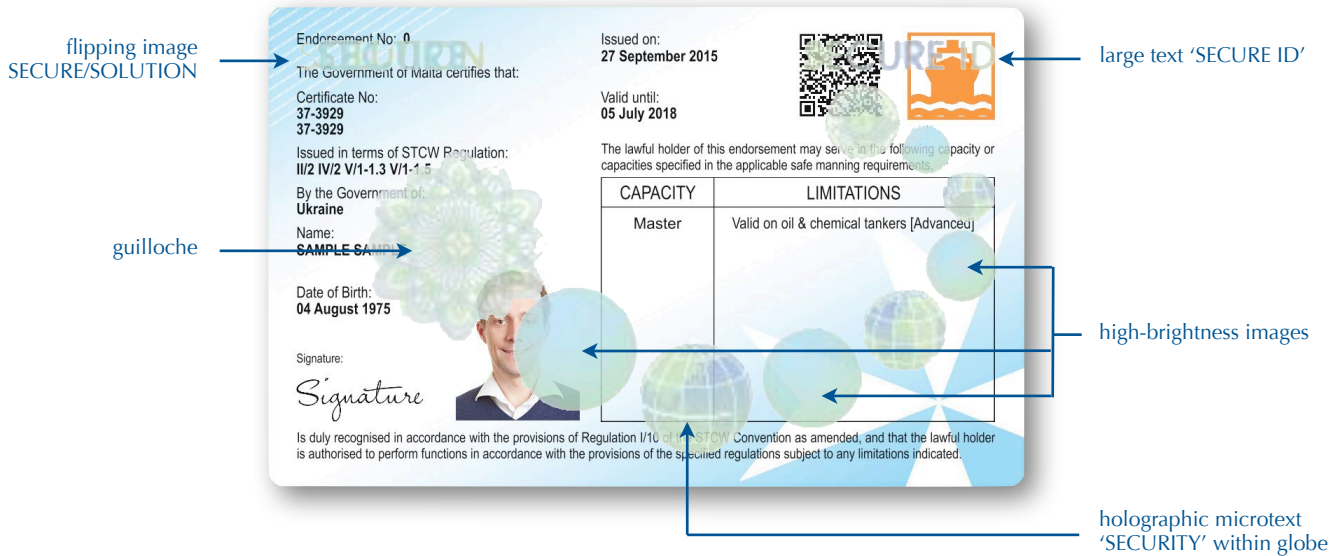 flipping image
SECURE/SOLUTION
Endorsement No: 0
The Government of Malta certifies that:
Certificate No:
37-3929
37-3929
Issued in terms of STCW Regulation:
II/2 IV/2 V/1-1.3 V/1-1.5
By the Government of:
Ukraine
Name:
SAMPLE SAMPLE
guilloche
Date of Birth:
04 August 1975
Signature:
Signature
Issued on:
27 September 2015
Valid until:
05 July 2018
SECURE ID
large text ‘SECURE ID’
The lawful holder of this endorsement may serve in the following capacity or
capacities specified in the applicable safe manning requirements.
CAPACITY LIMITATIONS
Master Valid on oil & chemical tankers [Advanced]
high-brightness images
Is duly recognised in accordance with the provisions of Regulation I/10 of the STCW Convention as amended, and that the lawful holder
is authorised to perform functions in accordance with the provisions of the specified regulations subject to any limitations indicated.
holographic microtext
‘SECURITY’ within globe